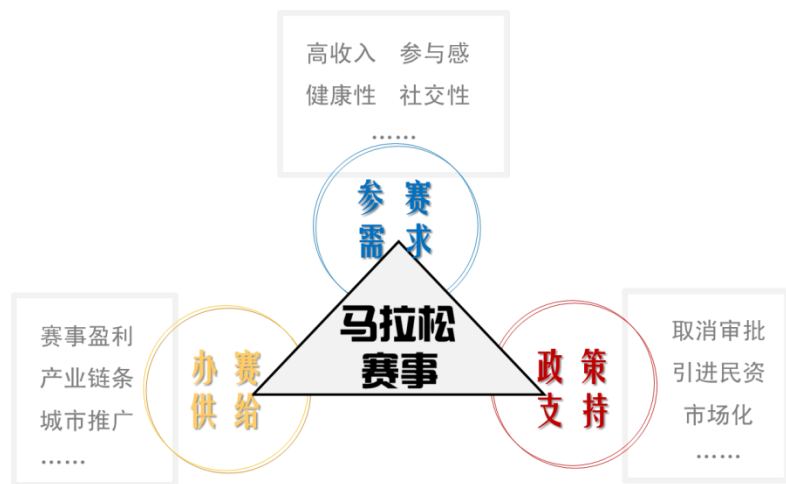 高收入 参与感
健康性 社交性
……
参 赛
需 求
马拉松
赛事
赛事盈利
产业链条
城市推广
……
办 赛
供 给
政 策
支 持
取消审批
引进民资
市场化
……